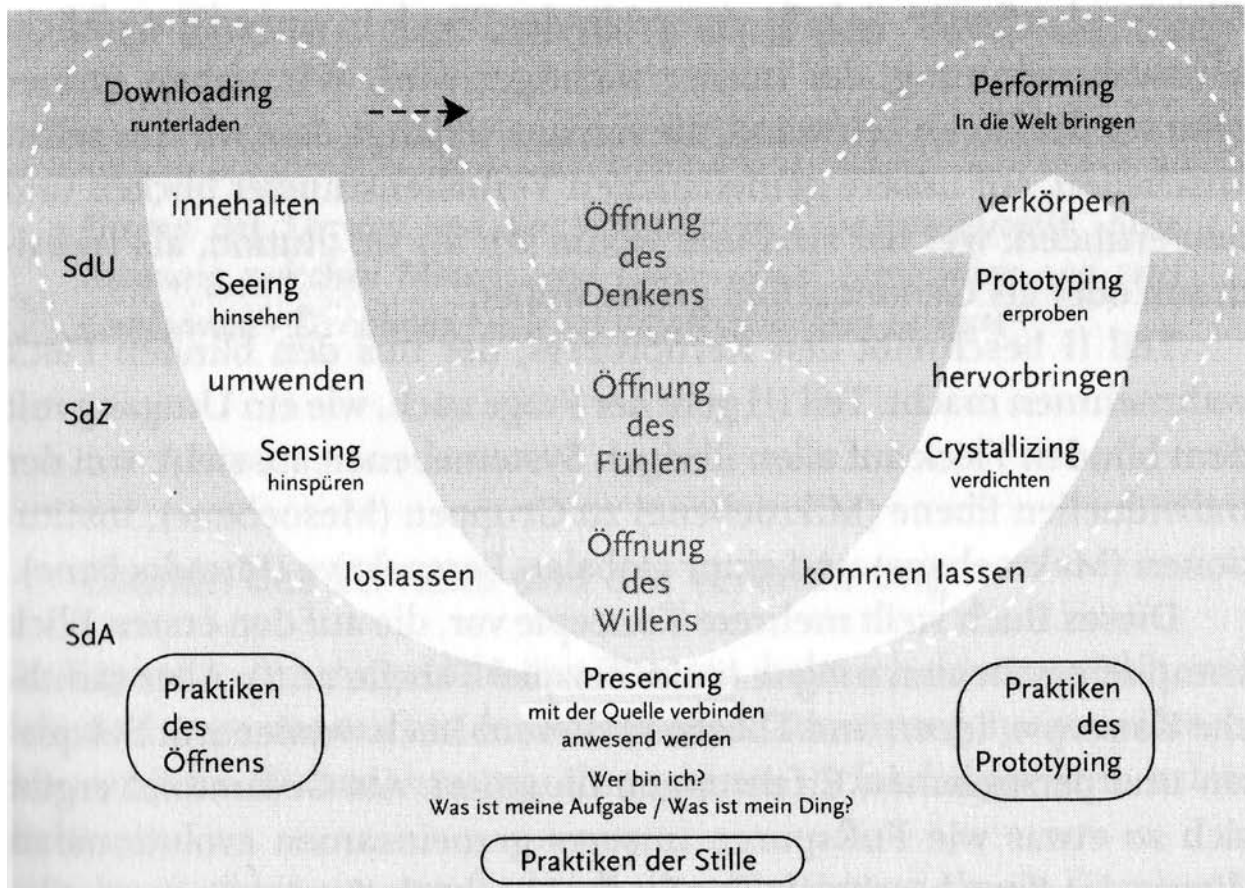 Downloading
runterladen
Performing
In die Welt bringen
innehalten
Öffnung
des
Denkens
verkörpern
SdU
Seeing
hinsehen
Prototyping
erproben
umwenden
Öffnung
des
Fühlens
hervorbringen
SdZ
Sensing
hinspüren
Crystallizing
verdichten
loslassen
Öffnung
des
Willens
kommen lassen
SdA
Praktiken
des
Öffnens
Presencing
mit der Quelle verbinden
anwesend werden
Wer bin ich?
Was ist meine Aufgabe / Was ist mein Ding?
Praktiken
des
Prototyping
Praktiken der Stille